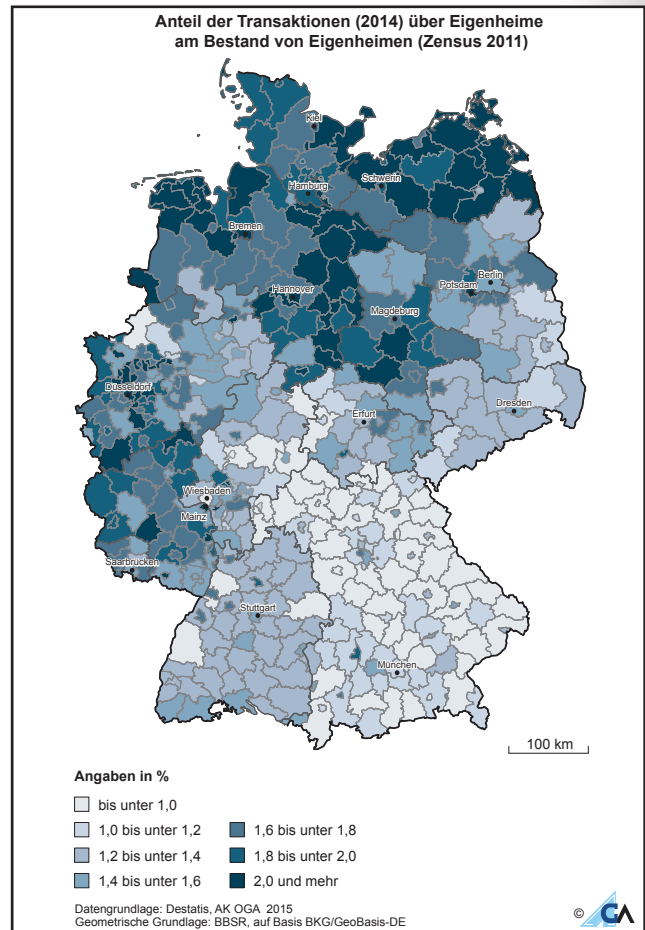 Anteil der Transaktionen (2014) über Eigenheime
am Bestand von Eigenheimen (Zensus 2011)
Kiel
Hamburg
Schwerin
Bremen
Hannover
Berlin
Potsdam
Magdeburg
Düsseldorf
Erfurt
Dresden
Wiesbaden
Mainz
Saarbrücken
Stuttgart
München
100 km
Angaben in %
bis unter 1,0
1,0 bis unter 1,2
1,2 bis unter 1,4
1,4 bis unter 1,6
1,6 bis unter 1,8
1,8 bis unter 2,0
2,0 und mehr
Datengrundlage: Destatis, AK OGA 2015
Geometrische Grundlage: BBSR, auf Basis BKG/GeoBasis-DE
© GA